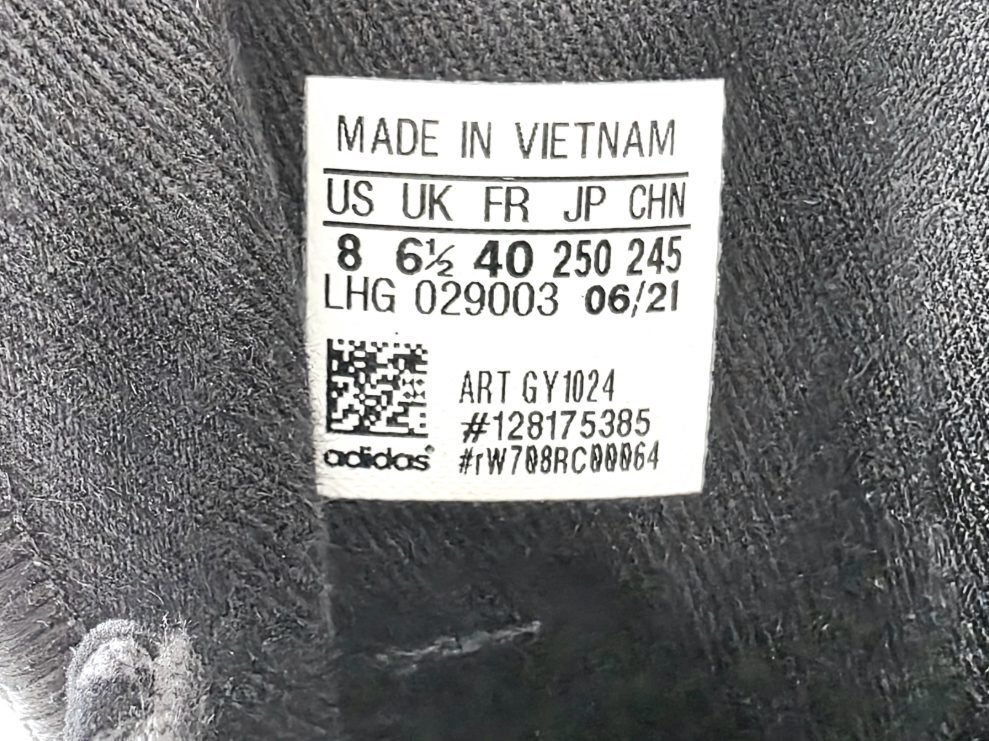 MADE IN VIETNAM
US UK FR JP CHN
8 6½ 40 250 245
LHG 029003 06/21
ART GY1024
#128175385
adidas #rW708RC00064